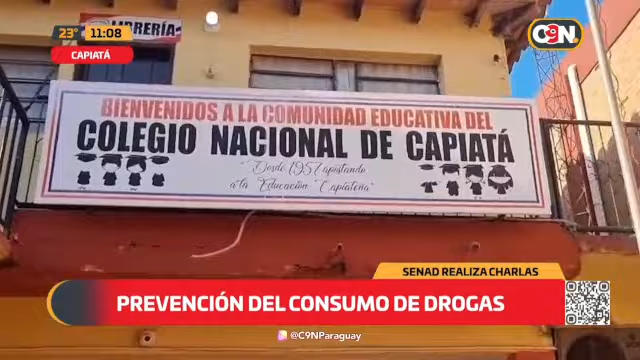 23° 11:08
LIBRERÍA
CAPIATÁ
C9N
BIENVENIDOS A LA COMUNIDAD EDUCATIVA DEL
COLEGIO NACIONAL DE CAPIATÁ
"Desde 1957 apostando
a la Educación "Capiateña"
SENAD REALIZA CHARLAS
PREVENCIÓN DEL CONSUMO DE DROGAS
@C9NParaguay